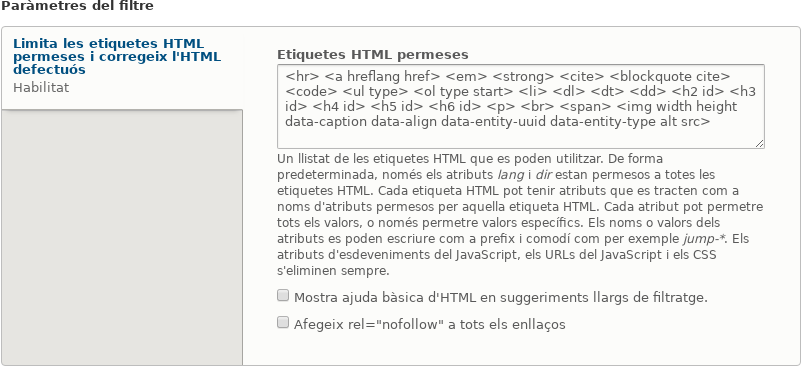 Paràmetres del filtre
Limita les etiquetes HTML
permeses i corregeix l'HTML
defectuós
Habilitat
Etiquetes HTML permeses
<hr> <a hreflang href> <em> <strong> <cite> <blockquote cite>
<code> <ul type> <ol type start> <li> <dl> <dt> <dd> <h2 id> <h3
id> <h4 id> <h5 id> <h6 id> <p> <br> <span> <img width height
data-caption data-align data-entity-uuid data-entity-type alt src>
Un llistat de les etiquetes HTML que es poden utilitzar. De forma
predeterminada, només els atributs lang i dir estan permesos a totes les
etiquetes HTML. Cada etiqueta HTML pot tenir atributs que es tracten com a
noms d'atributs permesos per aquella etiqueta HTML. Cada atribut pot permetre
tots els valors, o només permetre valors específics. Els noms o valors dels
atributs es poden escriure com a prefix i comodí com per exemple jump-*. Els
atributs d'esdeveniments del JavaScript, els URLs del JavaScript i els CSS
s'eliminen sempre.
Mostra ajuda bàsica d'HTML en suggeriments llargs de filtratge.
Afegeix rel="nofollow" a tots els enllaços